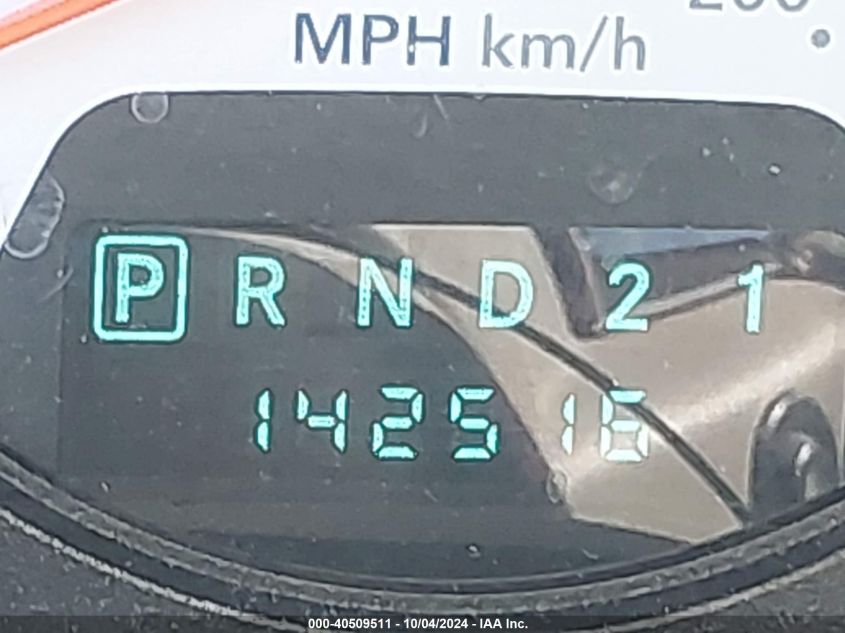 MPH km/h
P R N D 2 1
142516
000-40509511 - 10/04/2024 - IAA Inc.